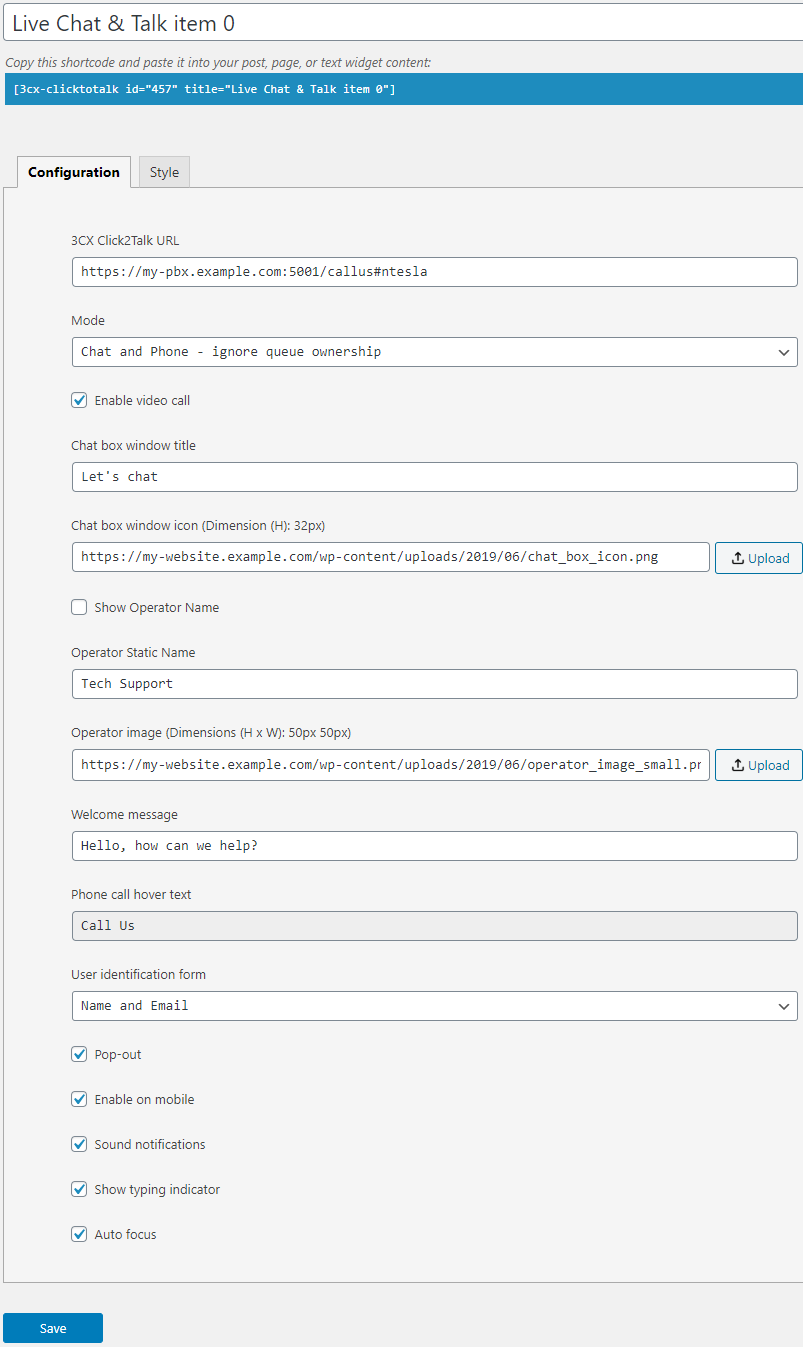 Live Chat & Talk item 0
Copy this shortcode and paste it into your post, page, or text widget content:
[3cx-clicktotalk id="457" title="Live Chat & Talk item 0"]
Configuration Style
3CX Click2Talk URL
https://my-pbx.example.com:5001/callus#ntesla
Mode
Chat and Phone - ignore queue ownership
Enable video call
Chat box window title
Let's chat
Chat box window icon (Dimension (H): 32px)
https://my-website.example.com/wp-content/uploads/2019/06/chat_box_icon.png Upload
Show Operator Name
Operator Static Name
Tech Support
Operator image (Dimensions (H x W): 50px 50px)
https://my-website.example.com/wp-content/uploads/2019/06/operator_image_small.pr Upload
Welcome message
Hello, how can we help?
Phone call hover text
Call Us
User identification form
Name and Email
Pop-out
Enable on mobile
Sound notifications
Show typing indicator
Auto focus
Save